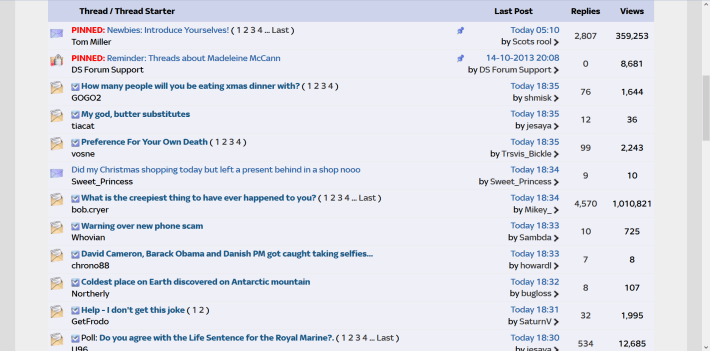 Thread / Thread Starter Last Post Replies Views
PINNED: Newbies: Introduce Yourselves! ( 1 2 3 4 ... Last ) Today 05:10 2,807 359,253
Tom Miller by Scots rool
PINNED: Reminder: Threads about Madeleine McCann 14-10-2013 20:08 0 8,681
DS Forum Support by DS Forum Support
How many people will you be eating xmas dinner with? ( 1 2 3 4 ) Today 18:35 76 1,644
GOGO2 by shmisk
My god, butter substitutes Today 18:35 12 36
tiacat by jesaya
Preference For Your Own Death ( 1 2 3 4 ) Today 18:35 99 2,243
vosne by Trsvis_Bickle
Did my Christmas shopping today but left a present behind in a shop nooo Today 18:34 9 10
Sweet_Princess by Sweet_Princess
What is the creepiest thing to have ever happened to you? ( 1 2 3 4 ... Last ) Today 18:34 4,570 1,010,821
bob.cryer by Mikey_
Warning over new phone scam Today 18:33 10 725
Whovian by Sambda
David Cameron, Barack Obama and Danish PM got caught taking selfies... Today 18:33 7 8
chrono88 by howardl
Coldest place on Earth discovered on Antarctic mountain Today 18:32 8 107
Northerly by bugloss
Help - I don't get this joke ( 1 2 ) Today 18:31 32 1,995
GetFrodo by SaturnV
Poll: Do you agree with the Life Sentence for the Royal Marine?. ( 1 2 3 4 ... Last ) Today 18:30 534 12,685
U96 by jesaya